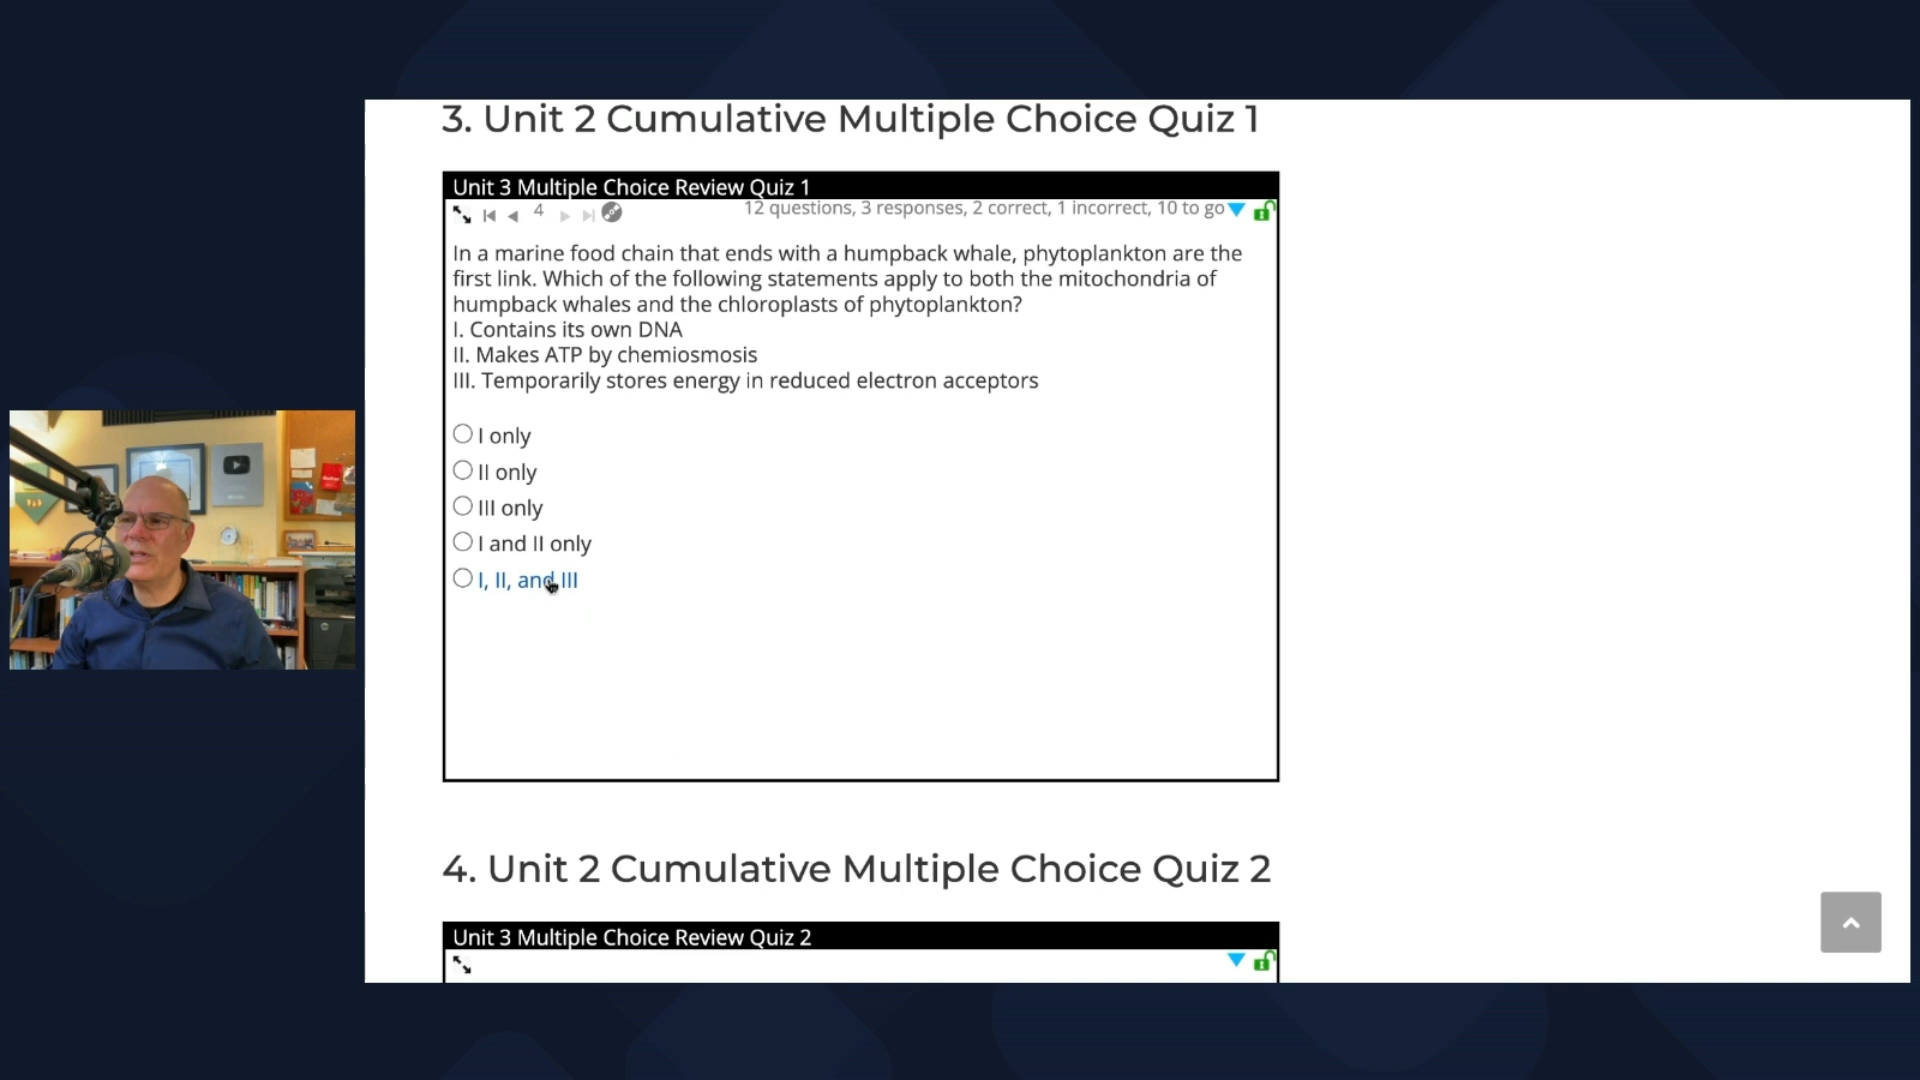 3. Unit 2 Cumulative Multiple Choice Quiz 1
Unit 3 Multiple Choice Review Quiz 1
4
12 questions, 3 responses, 2 correct, 1 incorrect, 10 to go
In a marine food chain that ends with a humpback whale, phytoplankton are the
first link. Which of the following statements apply to both the mitochondria of
humpback whales and the chloroplasts of phytoplankton?
I. Contains its own DNA
II. Makes ATP by chemiosmosis
III. Temporarily stores energy in reduced electron acceptors
I only
II only
III only
I and II only
I, II, and III
4. Unit 2 Cumulative Multiple Choice Quiz 2
Unit 3 Multiple Choice Review Quiz 2